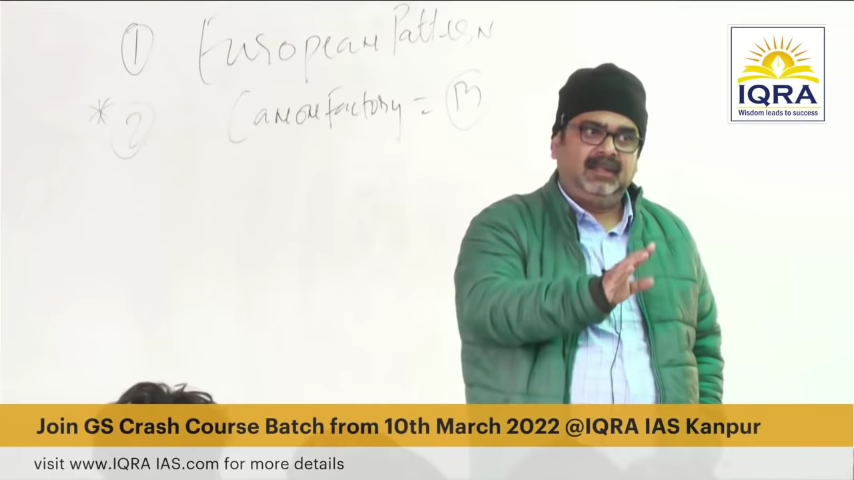 ① European Pattern
* ② Canon Factory = B
IQRA
Wisdom leads to success
Join GS Crash Course Batch from 10th March 2022 @IQRA IAS Kanpur
visit www.IQRA IAS.com for more details